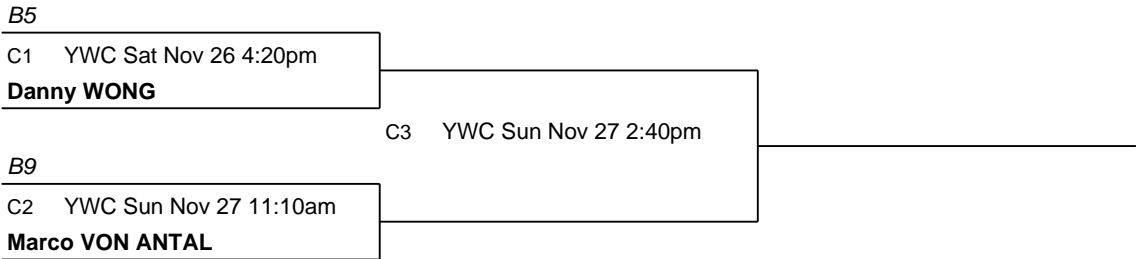 B5
C1 YWC Sat Nov 26 4:20pm
Danny WONG
C3 YWC Sun Nov 27 2:40pm
B9
C2 YWC Sun Nov 27 11:10am
Marco VON ANTAL